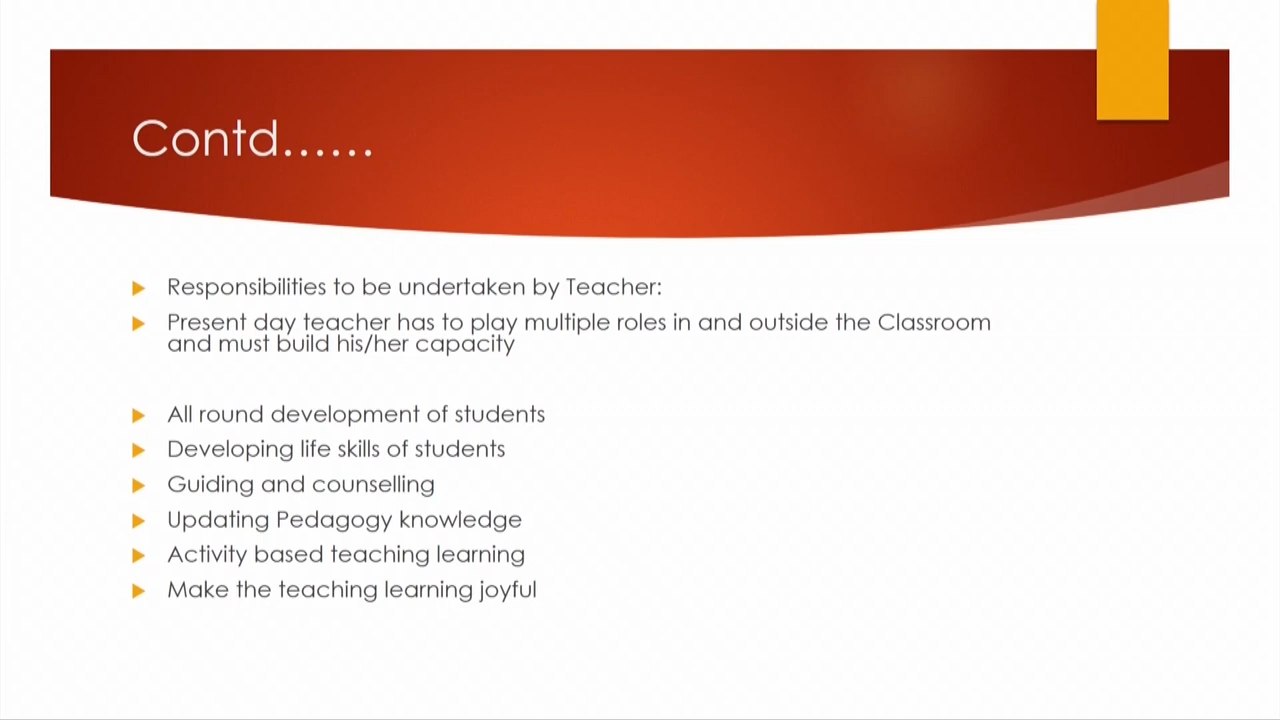 Contd......
Responsibilities to be undertaken by Teacher:
Present day teacher has to play multiple roles in and outside the Classroom
and must build his/her capacity
All round development of students
Developing life skills of students
Guiding and counselling
Updating Pedagogy knowledge
Activity based teaching learning
Make the teaching learning joyful